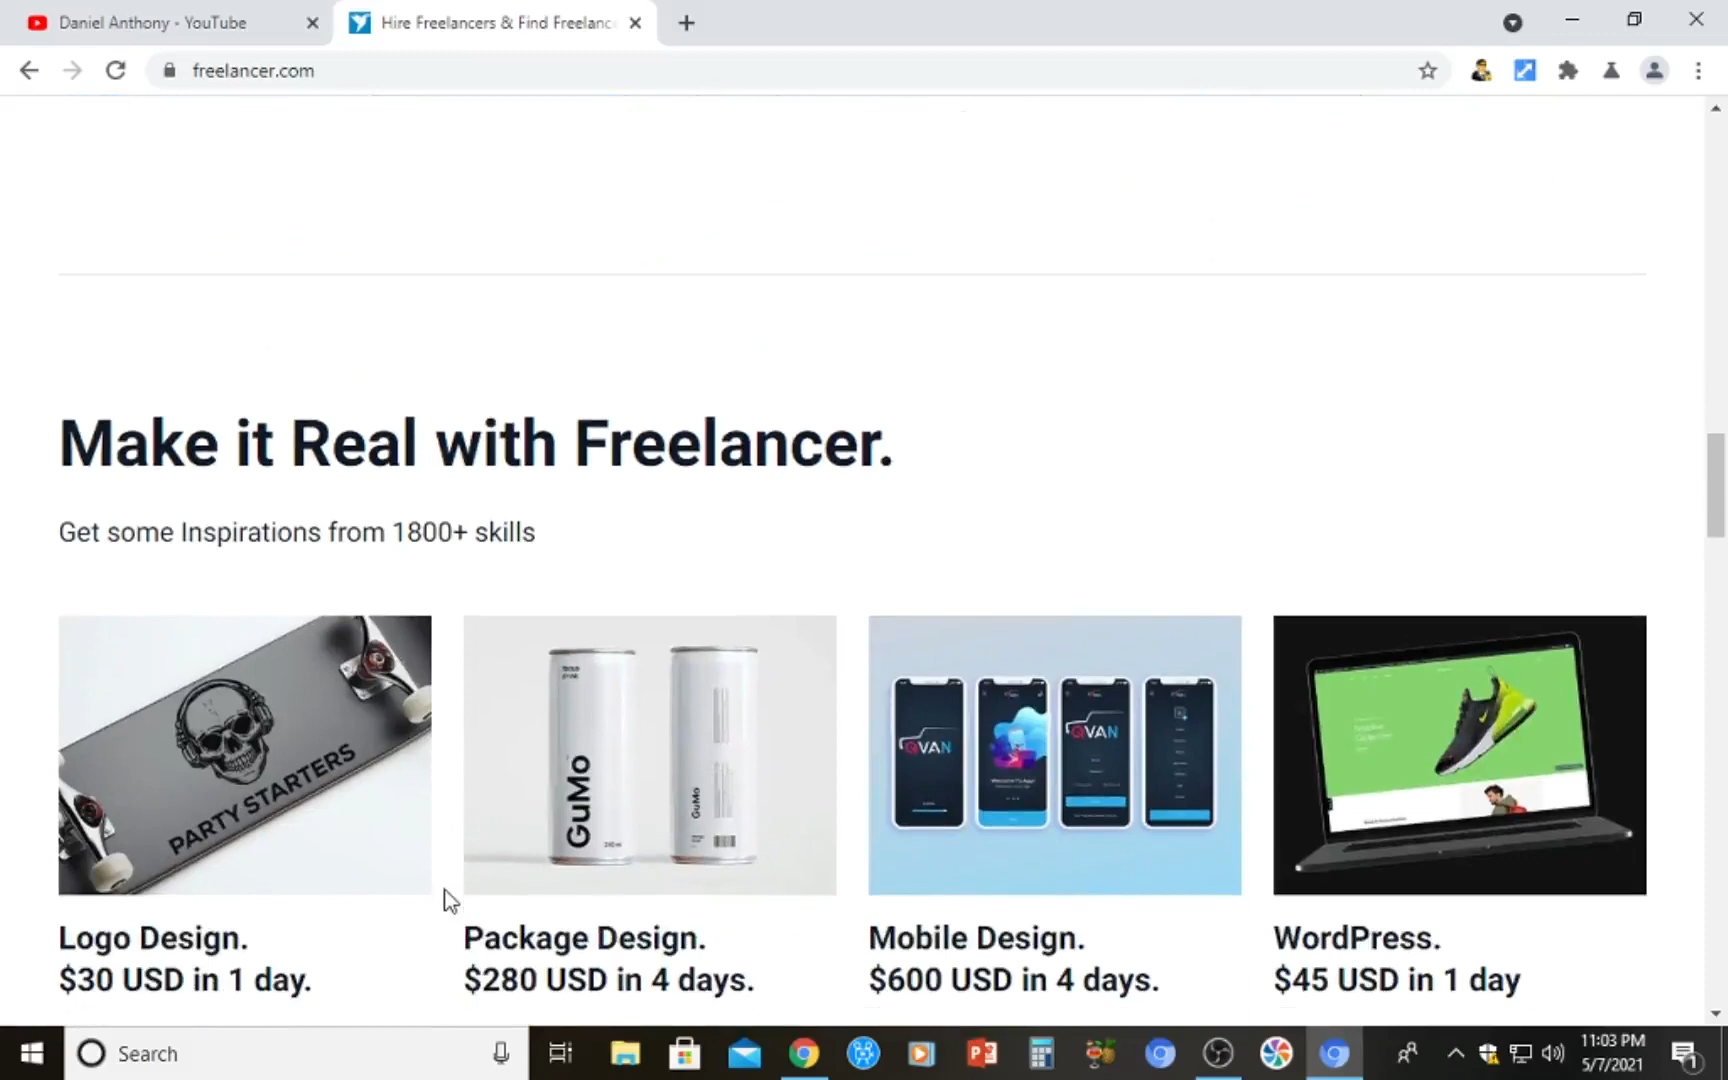 Daniel Anthony - YouTube
Hire Freelancers & Find Freelanc
freelancer.com
Make it Real with Freelancer.
Get some Inspirations from 1800+ skills
PARTY STARTERS
GuMo
GuMo
QVAN
QVAN
Logo Design.
$30 USD in 1 day.
Package Design.
$280 USD in 4 days.
Mobile Design.
$600 USD in 4 days.
WordPress.
$45 USD in 1 day
Search
11:03 PM
5/7/2021
1